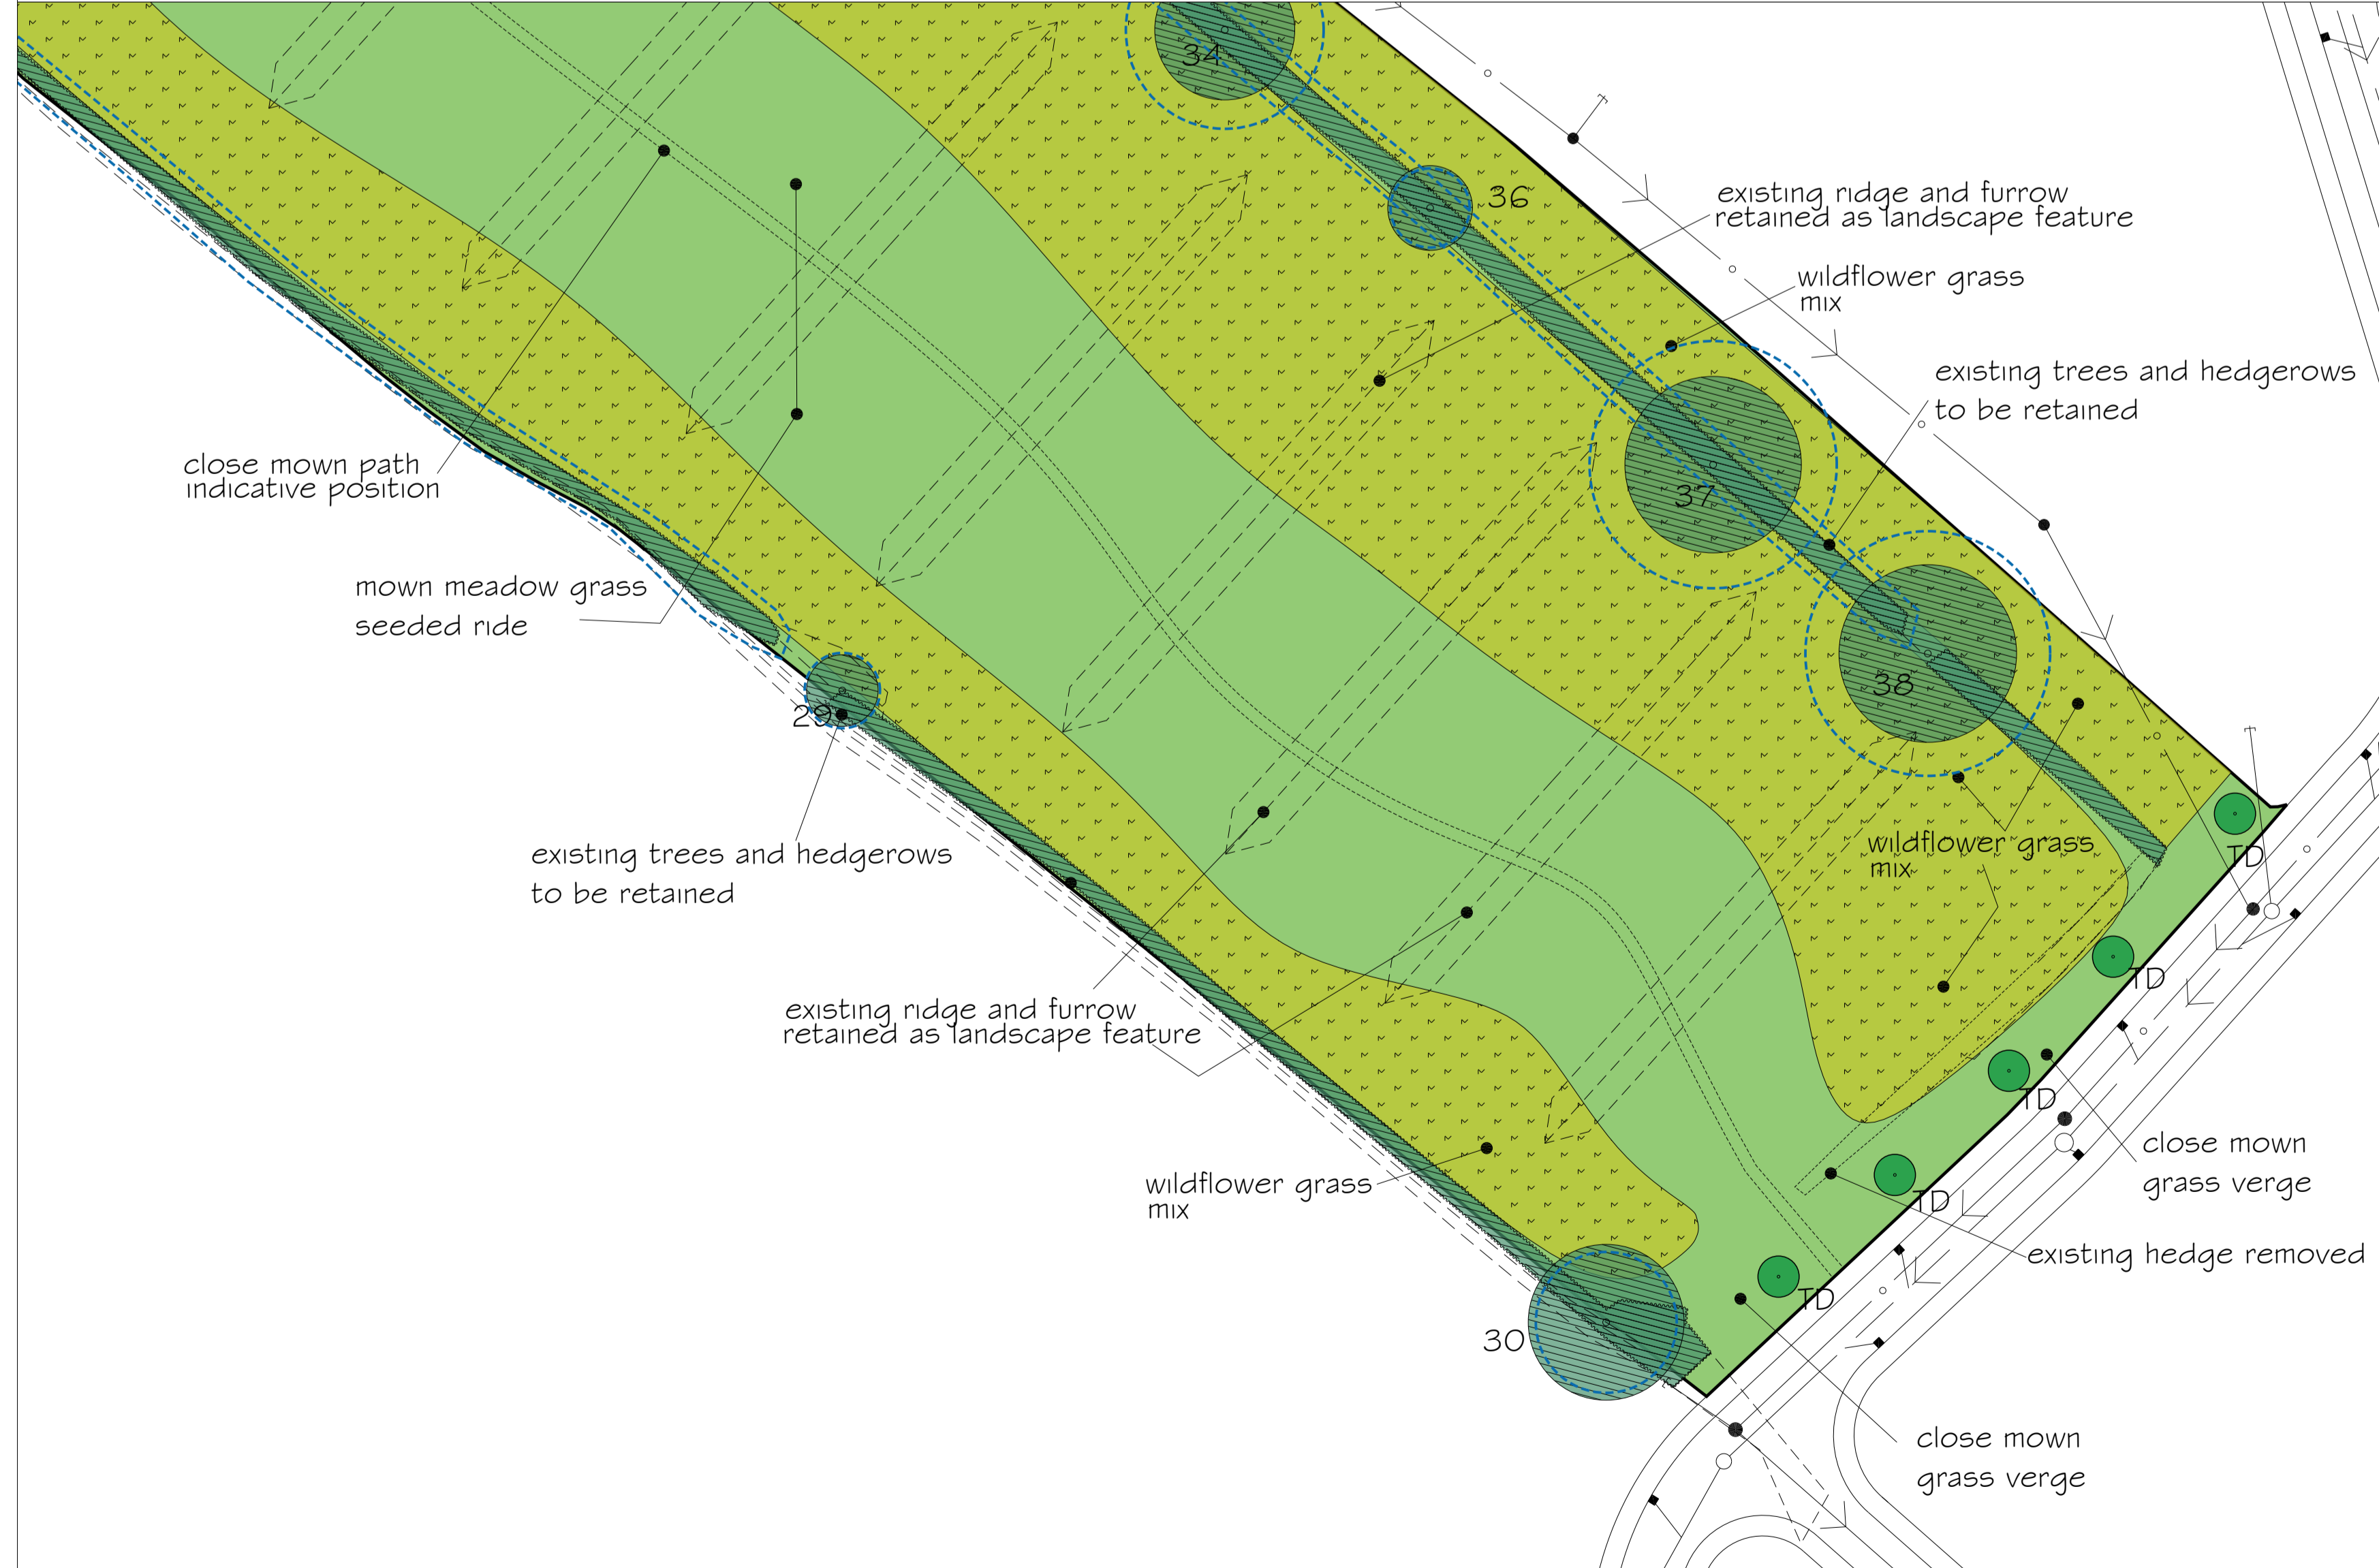 34
36
existing ridge and furrow
retained as landscape feature
wildflower grass
mix
existing trees and hedgerows
to be retained
close mown path
indicative position
37
mown meadow grass
seeded ride
38
29
existing trees and hedgerows
to be retained
wildflower grass
mix
TD
TD
existing ridge and furrow
retained as landscape feature
TD
close mown
grass verge
wildflower grass
mix
TD
existing hedge removed
TD
30
close mown
grass verge